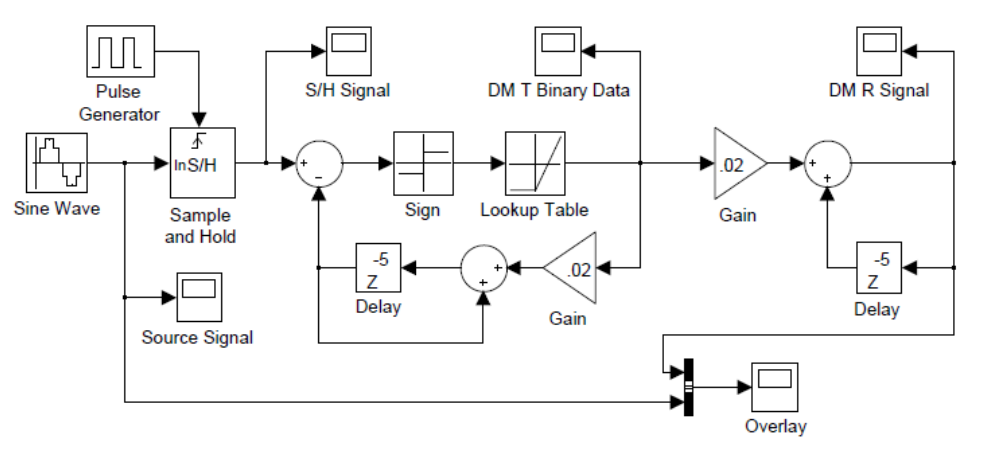 S/H Signal
DM T Binary Data
DM R Signal
Pulse
Generator
In S/H
+
−
.02
+
+
Sine Wave
Sample
and Hold
Sign
Lookup Table
Gain
-5
Z
Delay
+
+
.02
Gain
-5
Z
Delay
Source Signal
Overlay